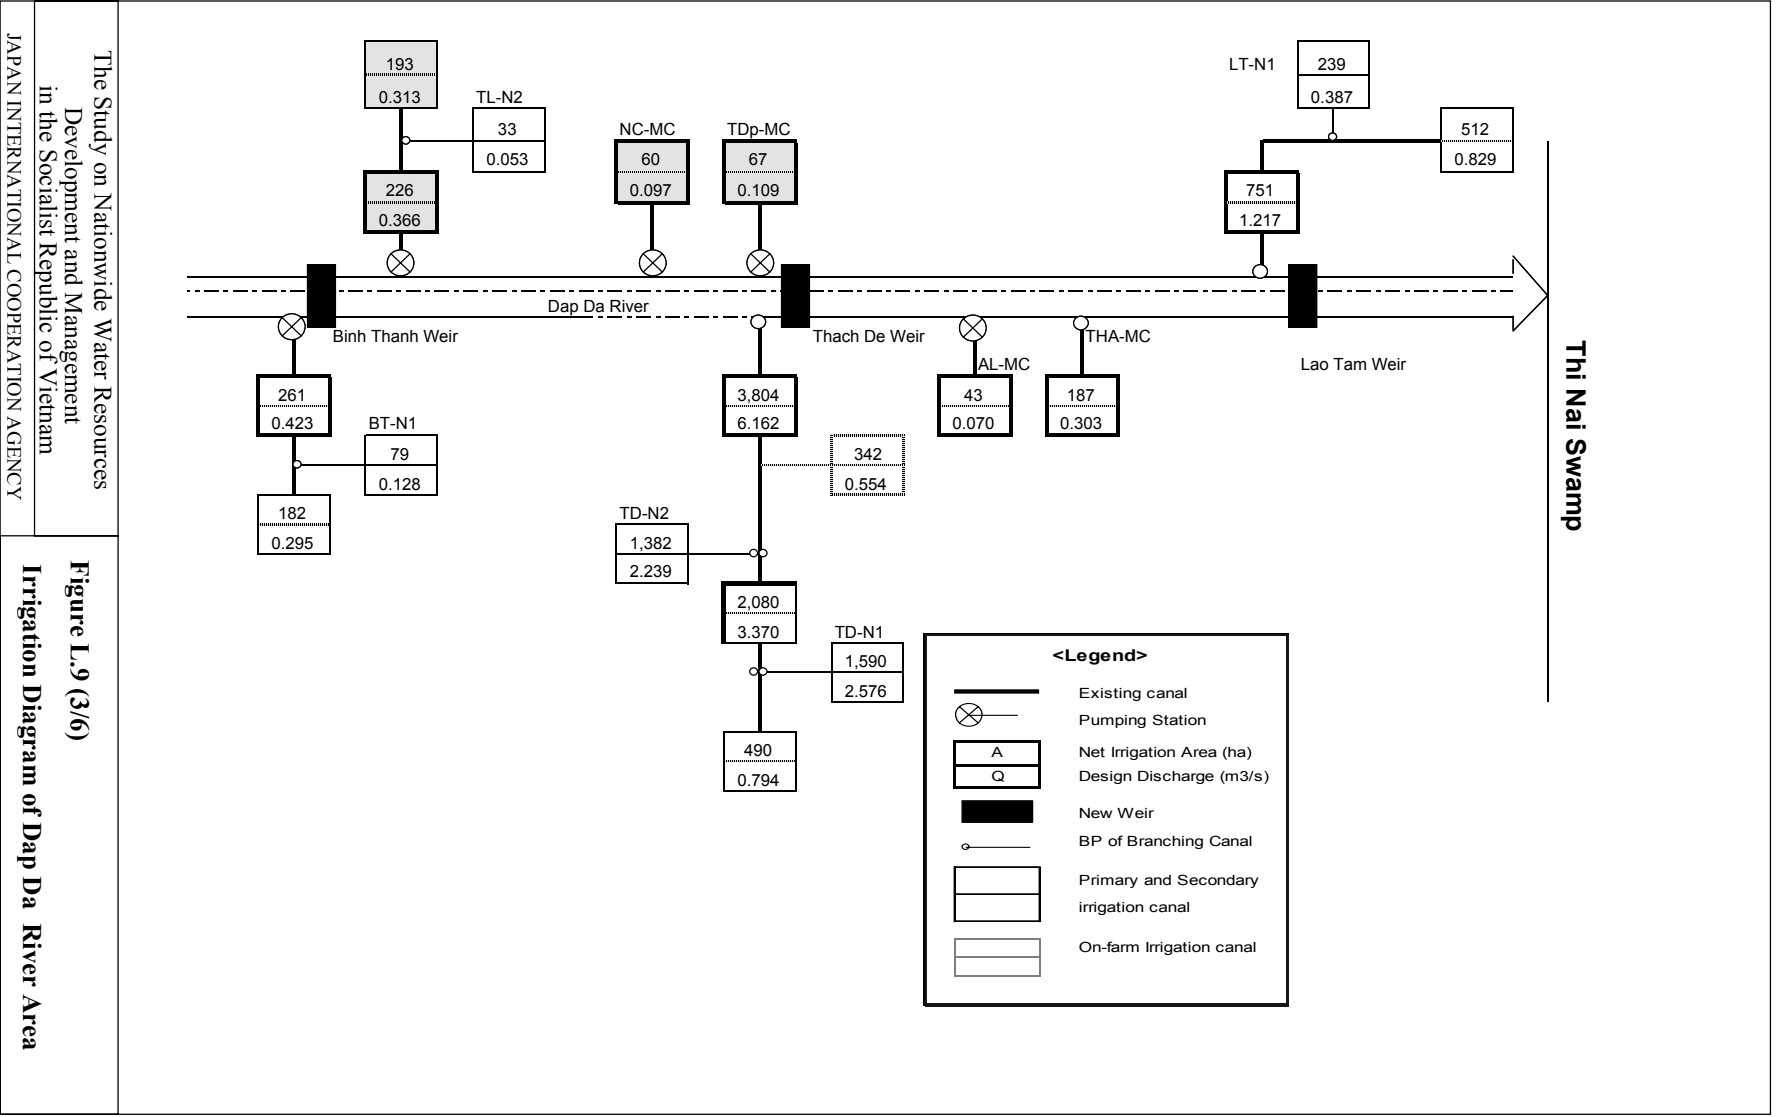 The Study on Nationwide Water Resources
Development and Management
in the Socialist Republic of Vietnam
JAPAN INTERNATIONAL COOPERATION AGENCY
Figure L.9 (3/6)
Irrigation Diagram of Dap Da River Area
193
0.313
TL-N2
33
0.053
226
0.366
NC-MC
60
0.097
TDp-MC
67
0.109
LT-N1
239
0.387
512
0.829
751
1.217
Dap Da River
Binh Thanh Weir
Thach De Weir
Lao Tam Weir
Thi Nai Swamp
261
0.423
BT-N1
79
0.128
182
0.295
3,804
6.162
342
0.554
TD-N2
1,382
2.239
2,080
3.370
TD-N1
1,590
2.576
490
0.794
AL-MC
43
0.070
THA-MC
187
0.303
<Legend>
Existing canal
Pumping Station
A Net Irrigation Area (ha)
Q Design Discharge (m3/s)
New Weir
BP of Branching Canal
Primary and Secondary
irrigation canal
On-farm Irrigation canal